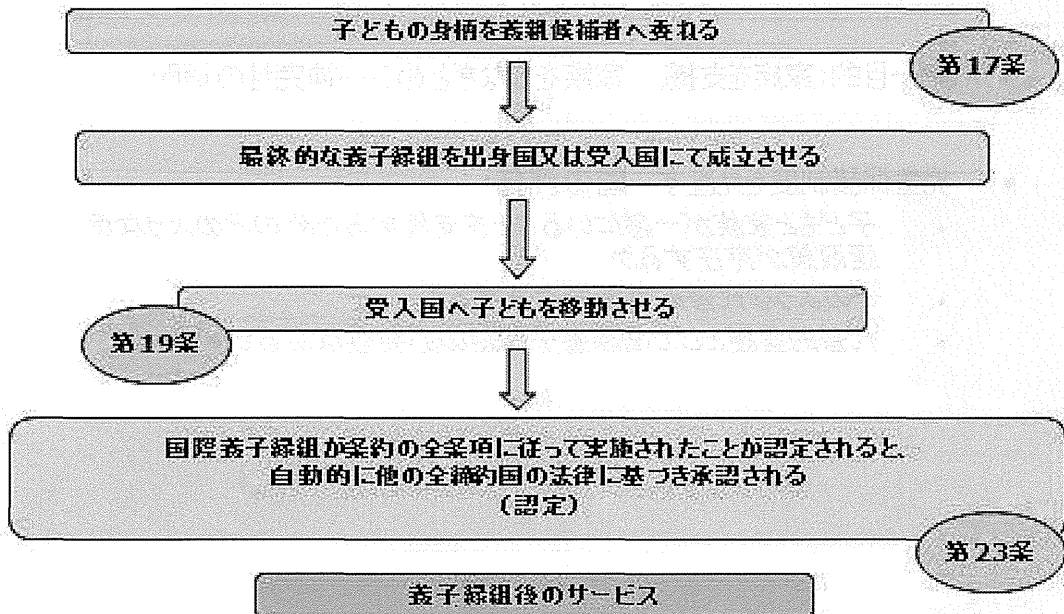 子どもの身柄を養親候補者へ委ねる
第17条
最終的な養子縁組を出身国又は受入国にて成立させる
受入国へ子どもを移動させる
第19条
国際養子縁組が条約の全条項に従って実施されたことが認定されると、
自動的に他の全締約国の法律に基づき承認される
(認定)
第23条
養子縁組後のサービス